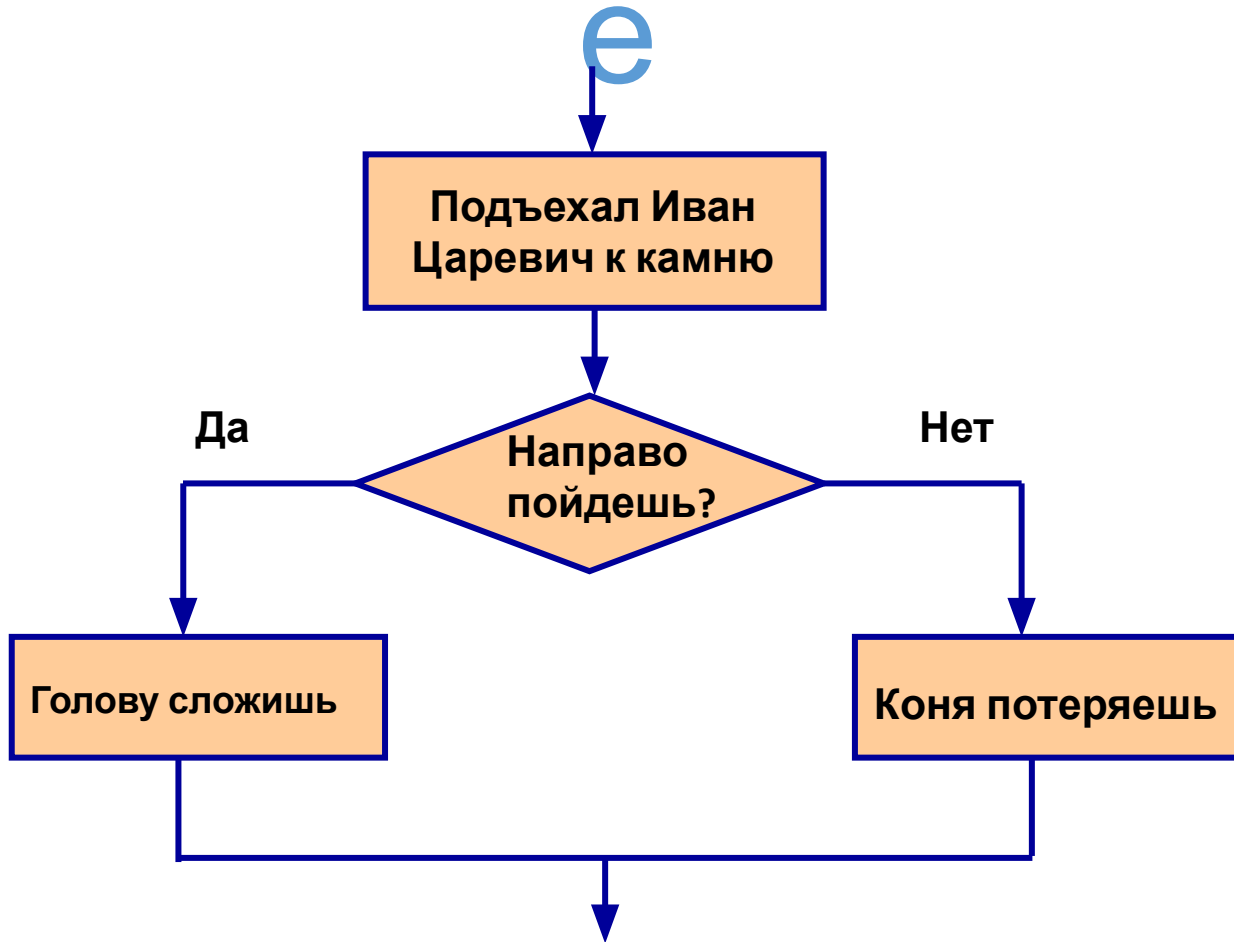 е
Подъехал Иван
Царевич к камню
Да
Нет
Направо
пойдешь?
Голову сложишь
Коня потеряешь